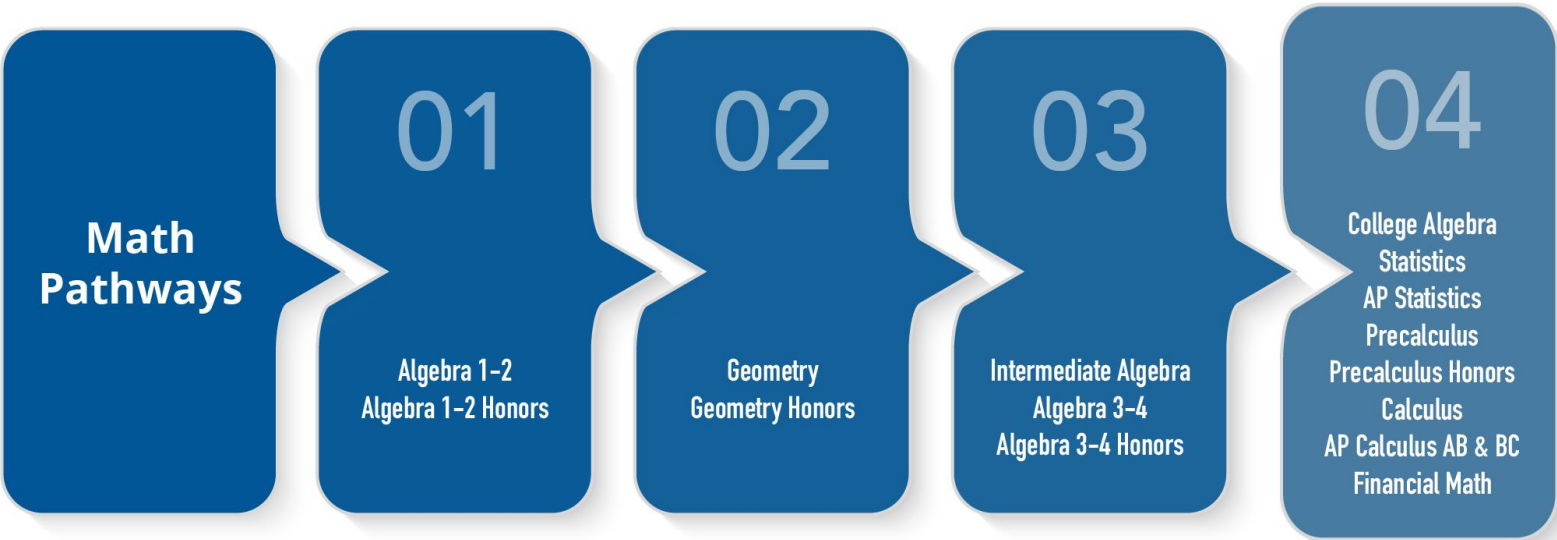 Math
Pathways
01
Algebra 1-2
Algebra 1-2 Honors
02
Geometry
Geometry Honors
03
Intermediate Algebra
Algebra 3-4
Algebra 3-4 Honors
04
College Algebra
Statistics
AP Statistics
Precalculus
Precalculus Honors
Calculus
AP Calculus AB & BC
Financial Math